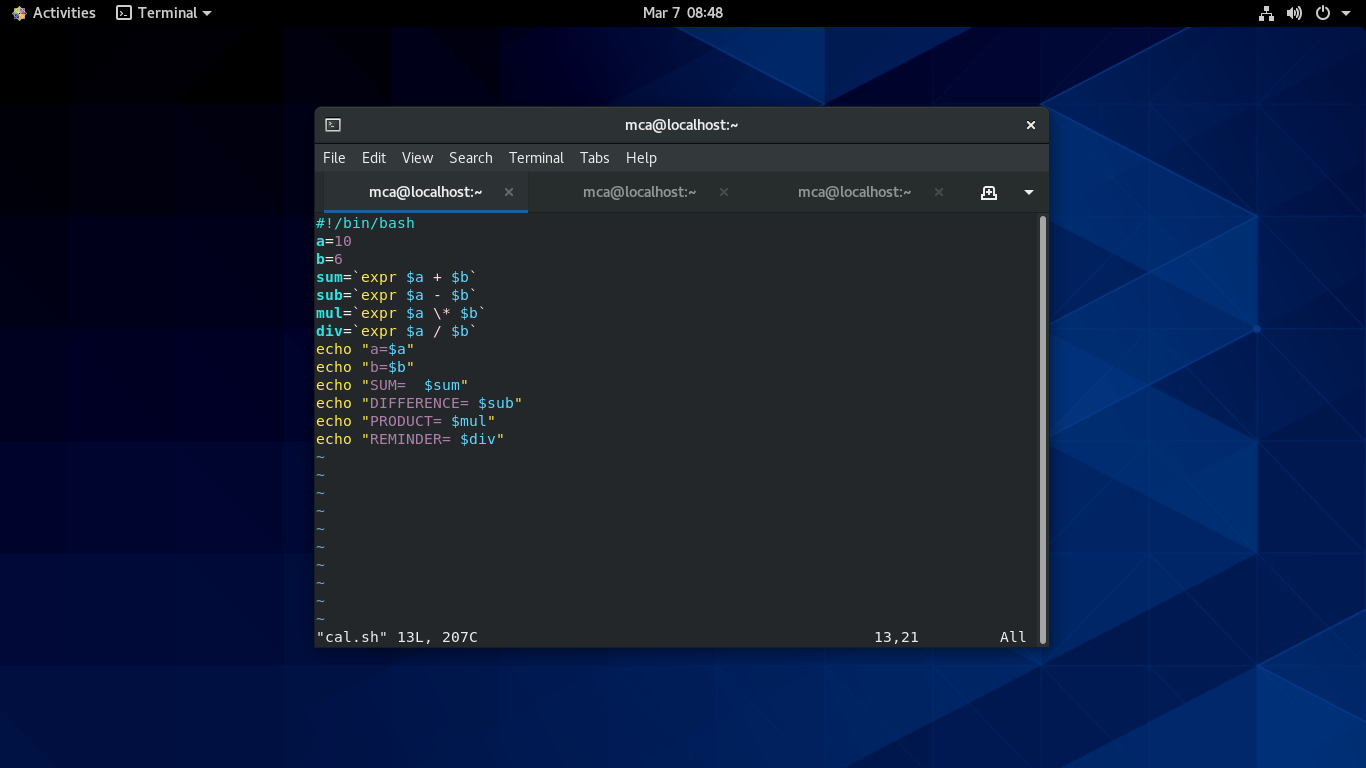 Activities Terminal Mar 7 08:48
mca@localhost:~
File Edit View Search Terminal Tabs Help
mca@localhost:~ mca@localhost:~ mca@localhost:~
#!/bin/bash
a=10
b=6
sum=`expr $a + $b`
sub=`expr $a - $b`
mul=`expr $a \* $b`
div=`expr $a / $b`
echo "a=$a"
echo "b=$b"
echo "SUM=  $sum"
echo "DIFFERENCE= $sub"
echo "PRODUCT= $mul"
echo "REMINDER= $div"
~
~
~
~
~
~
~
~
~
~
"cal.sh" 13L, 207C 13,21 All